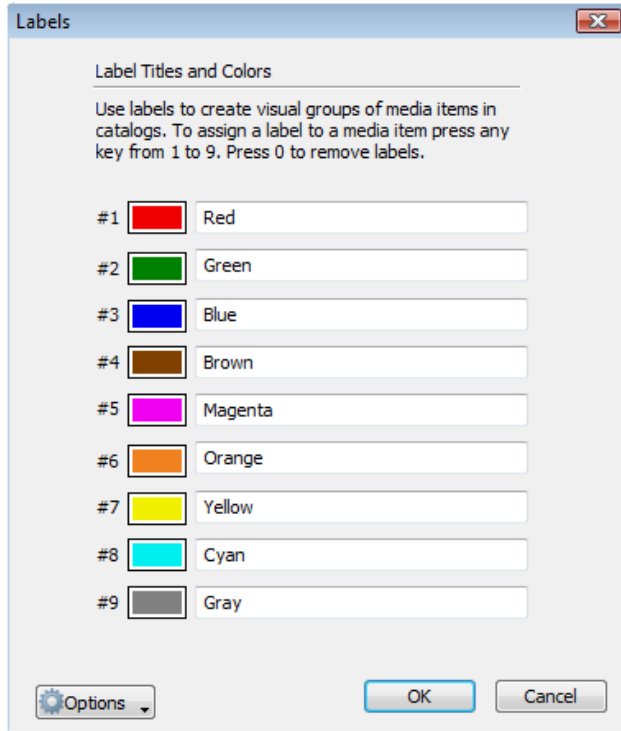 Labels
Label Titles and Colors
Use labels to create visual groups of media items in
catalogs. To assign a label to a media item press any
key from 1 to 9. Press 0 to remove labels.
#1 Red
#2 Green
#3 Blue
#4 Brown
#5 Magenta
#6 Orange
#7 Yellow
#8 Cyan
#9 Gray
Options OK Cancel